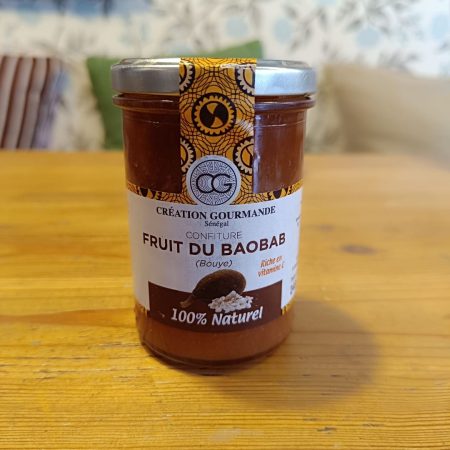 CG
CRÉATION GOURMANDE
Sénégal
CONFITURE
FRUIT DU BAOBAB
(Bouye)
Riche en
vitamine C
100% Naturel